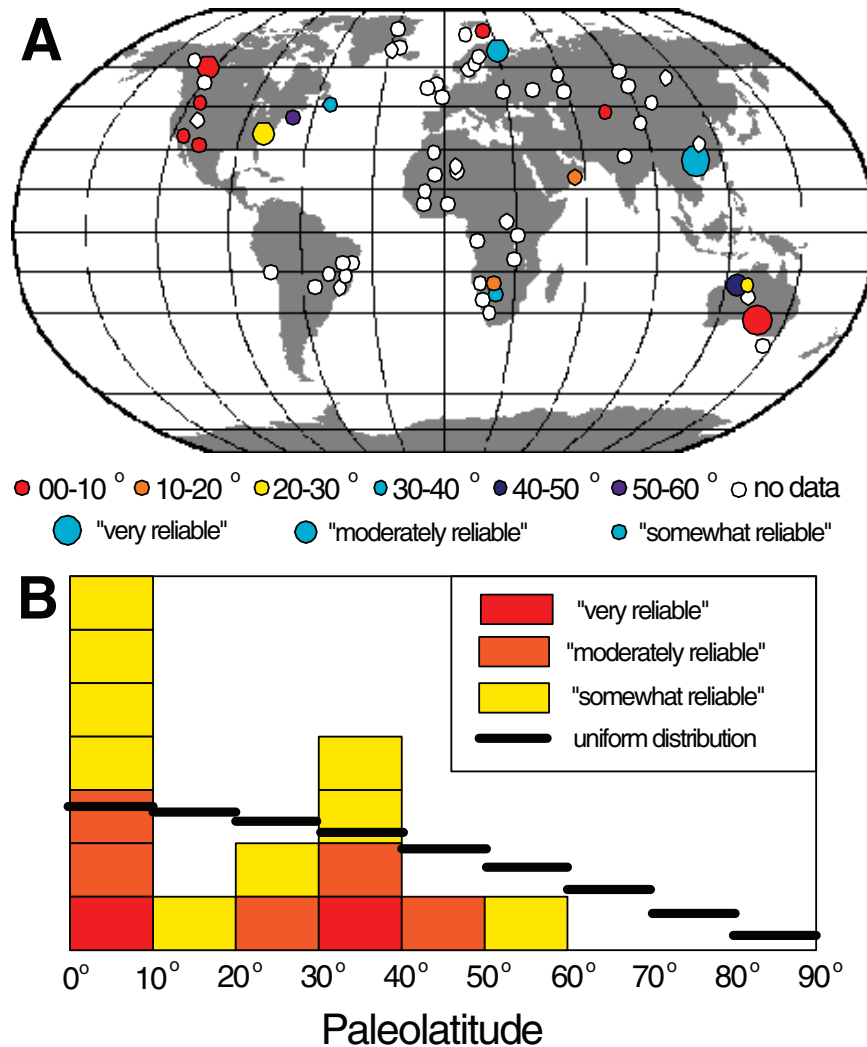 A
00-10 ° 10-20 ° 20-30 ° 30-40 ° 40-50 ° 50-60 ° no data
"very reliable" "moderately reliable" "somewhat reliable"
B
"very reliable"
"moderately reliable"
"somewhat reliable"
uniform distribution
0° 10° 20° 30° 40° 50° 60° 70° 80° 90°
Paleolatitude